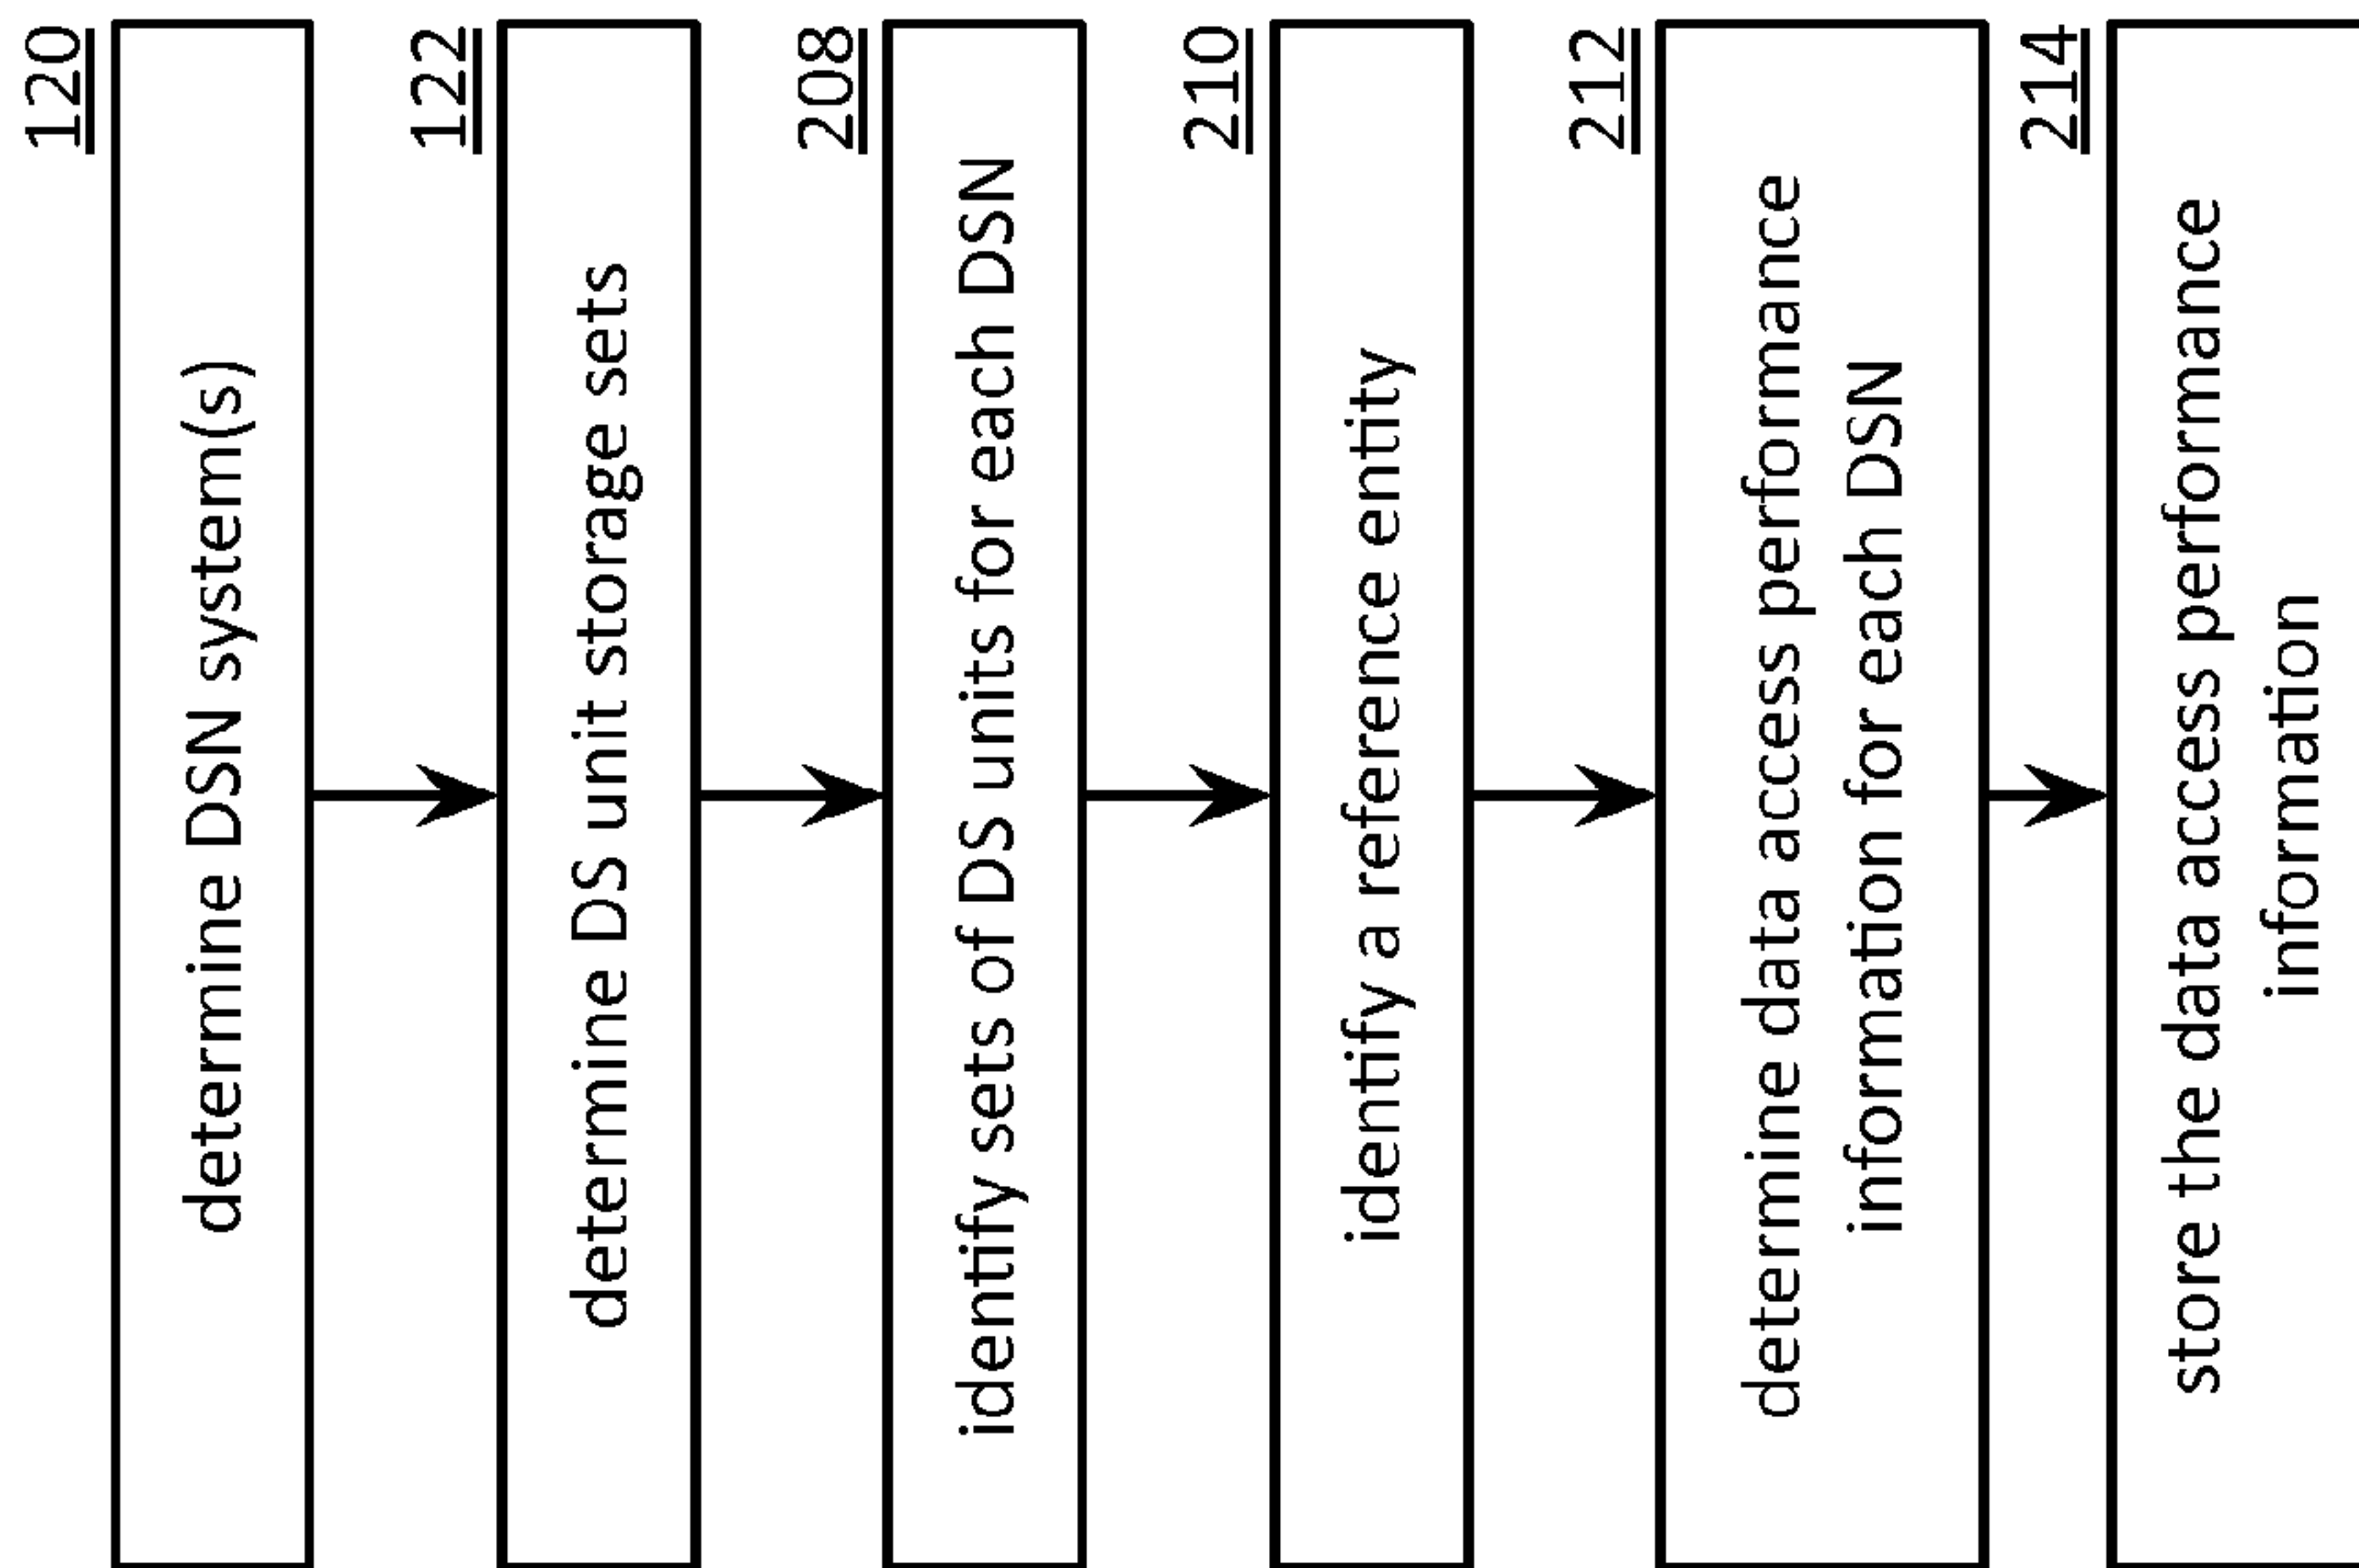 120
determine DSN system(s)
122
determine DS unit storage sets
208
identify sets of DS units for each DSN
210
identify a reference entity
212
determine data access performance
information for each DSN
214
store the data access performance
information